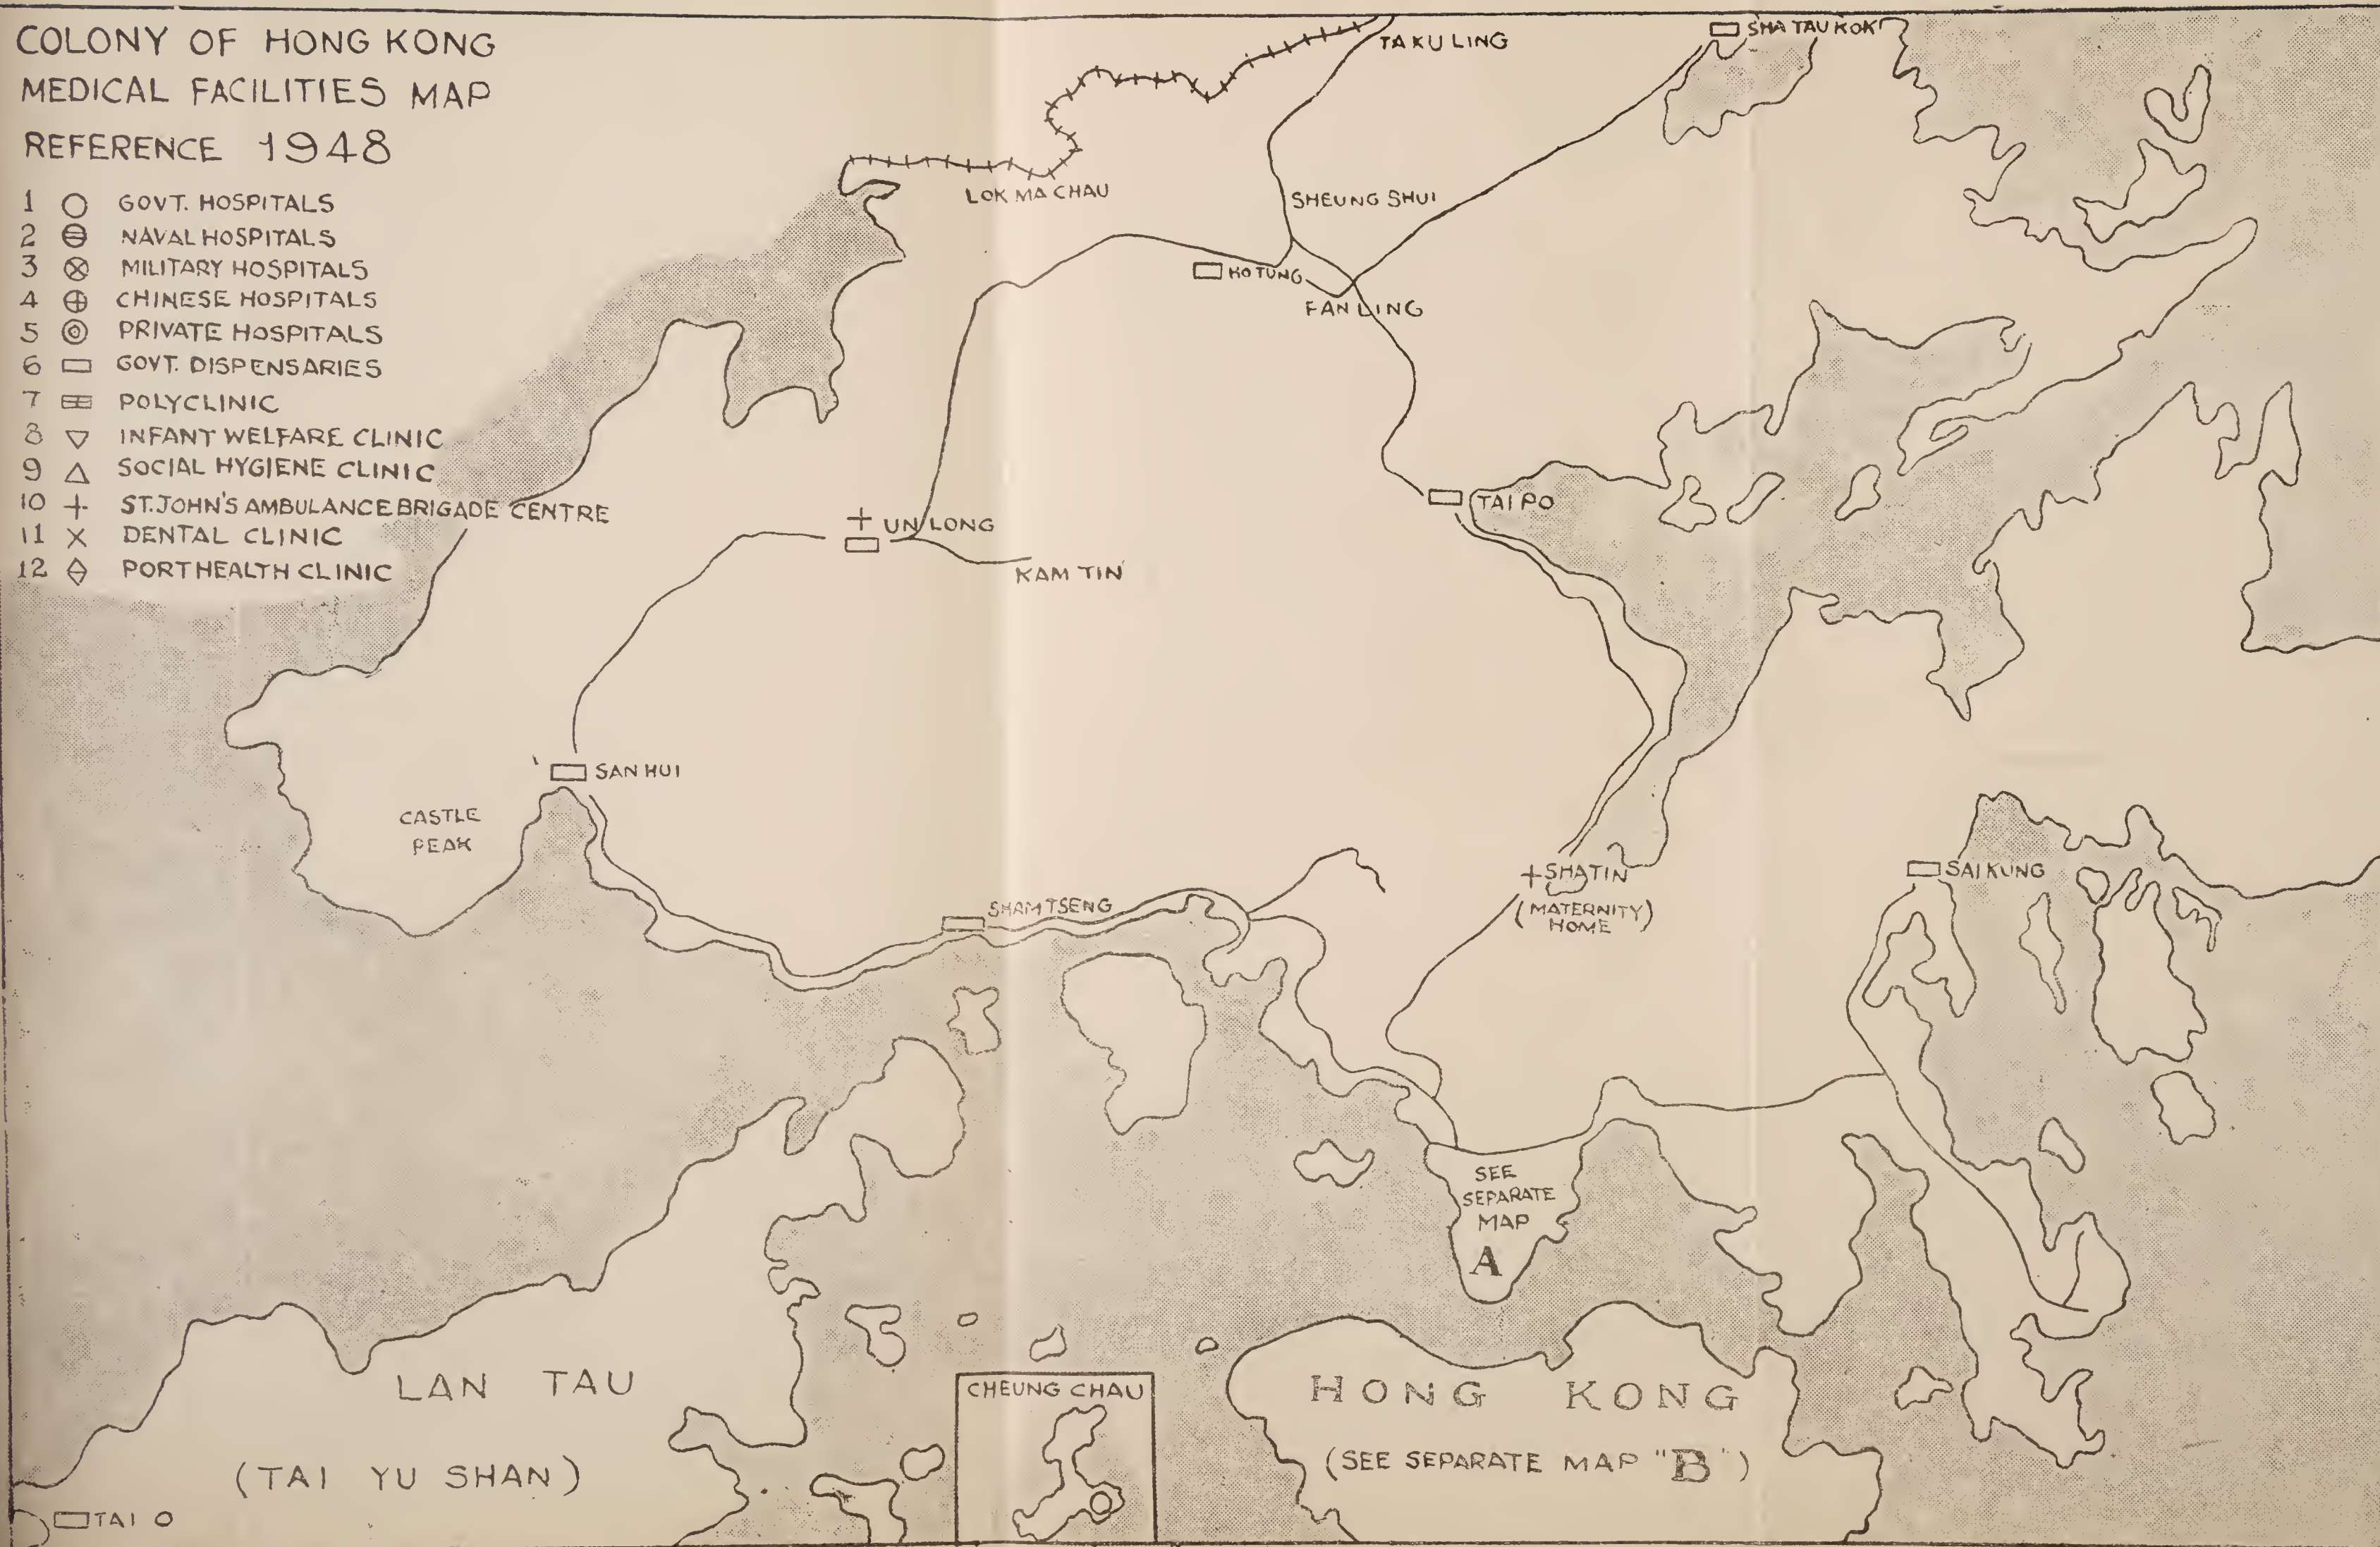 COLONY OF HONG KONG
MEDICAL FACILITIES MAP
REFERENCE 1948
1 GOVT. HOSPITALS
2 NAVAL HOSPITALS
3 MILITARY HOSPITALS
4 CHINESE HOSPITALS
5 PRIVATE HOSPITALS
6 GOVT. DISPENSARIES
7 POLYCLINIC
8 INFANT WELFARE CLINIC
9 SOCIAL HYGIENE CLINIC
10 ST. JOHN'S AMBULANCE BRIGADE CENTRE
11 DENTAL CLINIC
12 PORT HEALTH CLINIC
TA KU LING
SHA TAU KOK
LOK MA CHAU
SHEUNG SHUI
HO TUNG
FAN LING
TAI PO
UN LONG
KAM TIN
SAN HUI
CASTLE
PEAK
SHAM TSENG
SHATIN
(MATERNITY)
HOME
SAI KUNG
SEE
SEPARATE
MAP
A
LAN TAU
(TAI YU SHAN)
TAI O
CHEUNG CHAU
HONG KONG
(SEE SEPARATE MAP "B")